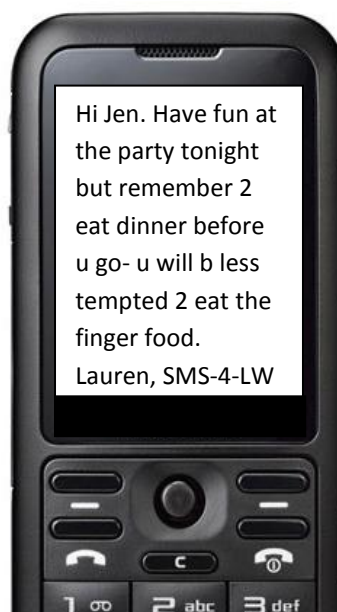 Hi Jen. Have fun at
the party tonight
but remember 2
eat dinner before
u go- u will b less
tempted 2 eat the
finger food.
Lauren, SMS-4-LW
C
1 2 abc 3 def